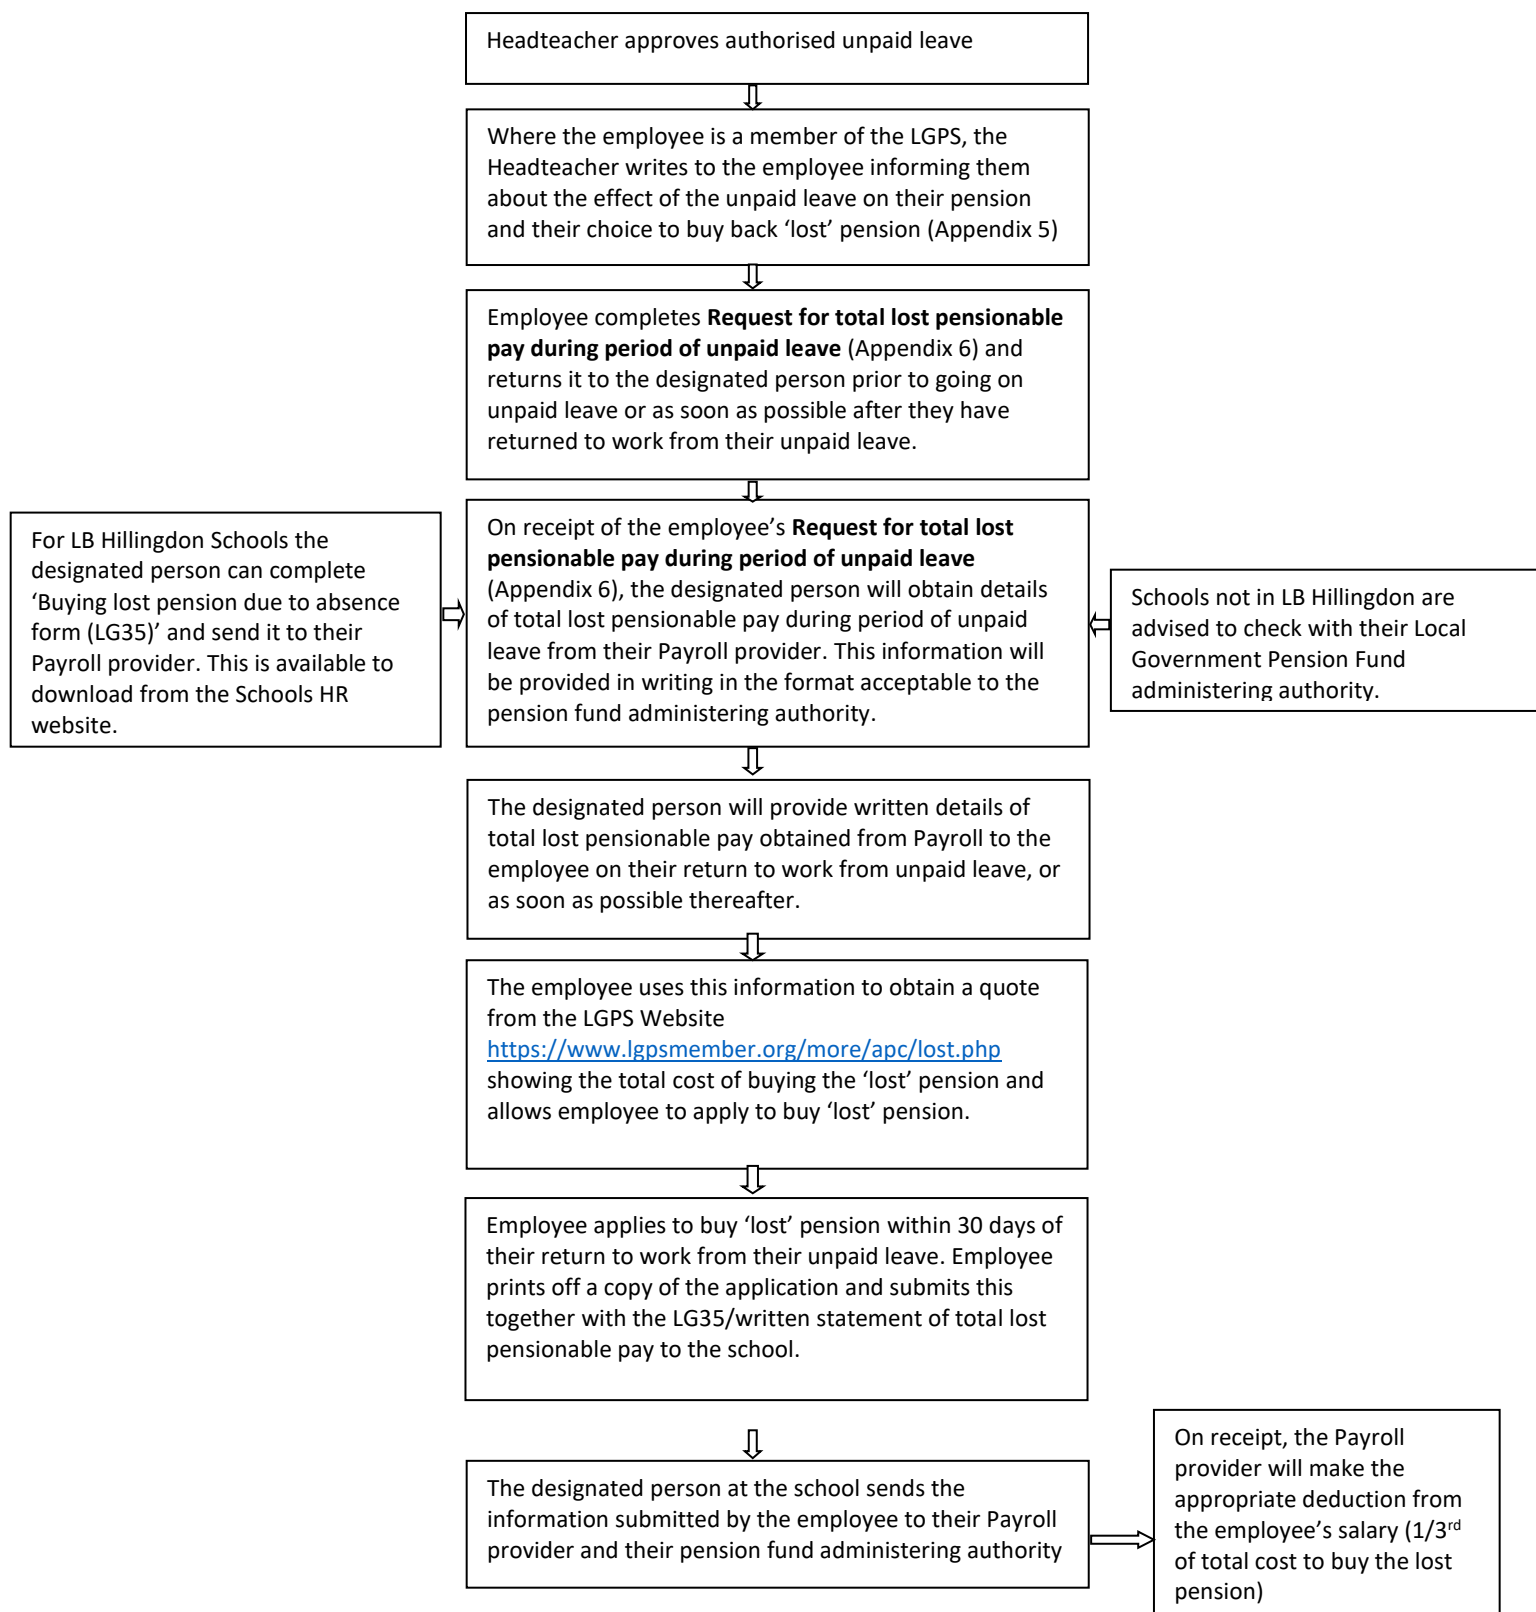 Headteacher approves authorised unpaid leave
Where the employee is a member of the LGPS, the
Headteacher writes to the employee informing them
about the effect of the unpaid leave on their pension
and their choice to buy back ‘lost’ pension (Appendix 5)
Employee completes Request for total lost pensionable
pay during period of unpaid leave (Appendix 6) and
returns it to the designated person prior to going on
unpaid leave or as soon as possible after they have
returned to work from their unpaid leave.
For LB Hillingdon Schools the
designated person can complete
‘Buying lost pension due to absence
form (LG35)’ and send it to their
Payroll provider. This is available to
download from the Schools HR
website.
On receipt of the employee’s Request for total lost
pensionable pay during period of unpaid leave
(Appendix 6), the designated person will obtain details
of total lost pensionable pay during period of unpaid
leave from their Payroll provider. This information will
be provided in writing in the format acceptable to the
pension fund administering authority.
Schools not in LB Hillingdon are
advised to check with their Local
Government Pension Fund
administering authority.
The designated person will provide written details of
total lost pensionable pay obtained from Payroll to the
employee on their return to work from unpaid leave, or
as soon as possible thereafter.
The employee uses this information to obtain a quote
from the LGPS Website
https://www.lgpsmember.org/more/apc/lost.php
showing the total cost of buying the ‘lost’ pension and
allows employee to apply to buy ‘lost’ pension.
Employee applies to buy ‘lost’ pension within 30 days of
their return to work from their unpaid leave. Employee
prints off a copy of the application and submits this
together with the LG35/written statement of total lost
pensionable pay to the school.
The designated person at the school sends the
information submitted by the employee to their Payroll
provider and their pension fund administering authority
On receipt, the Payroll
provider will make the
appropriate deduction from
the employee’s salary (1/3rd
of total cost to buy the lost
pension)